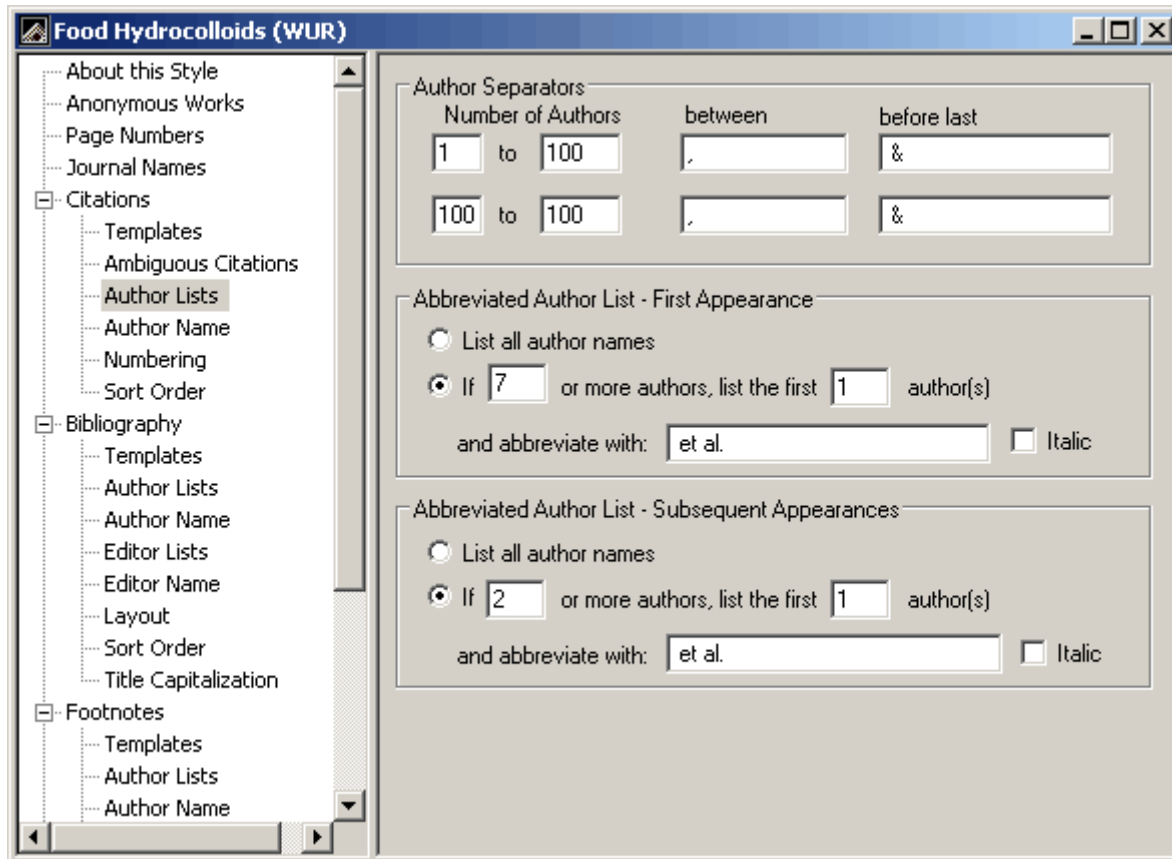 Food Hydrocolloids (WUR)
About this Style
Anonymous Works
Page Numbers
Journal Names
Citations
Templates
Ambiguous Citations
Author Lists
Author Name
Numbering
Sort Order
Bibliography
Templates
Author Lists
Author Name
Editor Lists
Editor Name
Layout
Sort Order
Title Capitalization
Footnotes
Templates
Author Lists
Author Name
Author Separators
Number of Authors between before last
1 to 100 , &
100 to 100 , &
Abbreviated Author List - First Appearance
List all author names
If 7 or more authors, list the first 1 author(s)
and abbreviate with: et al. Italic
Abbreviated Author List - Subsequent Appearances
List all author names
If 2 or more authors, list the first 1 author(s)
and abbreviate with: et al. Italic